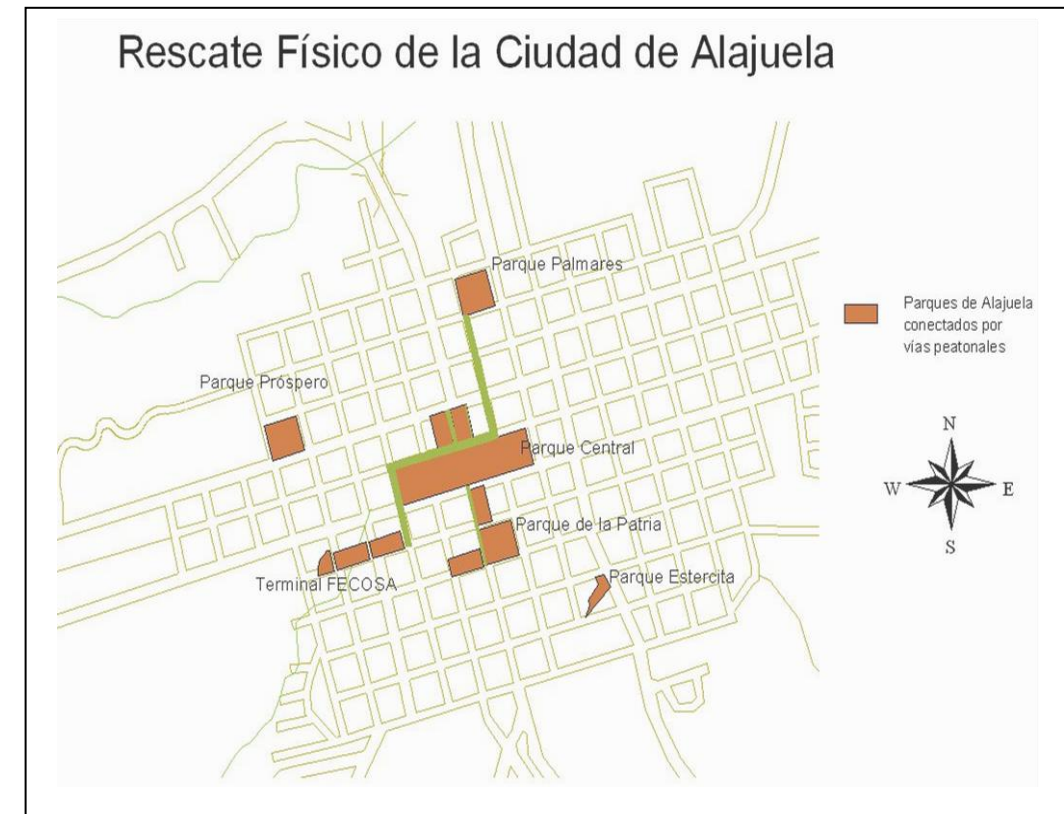 Rescate Físico de la Ciudad de Alajuela
Parque Palmares
Parques de Alajuela
conectados por
vías peatonales
Parque Próspero
Parque Central
N
W
E
S
Parque de la Patria
Terminal FECOSA
Parque Estercita